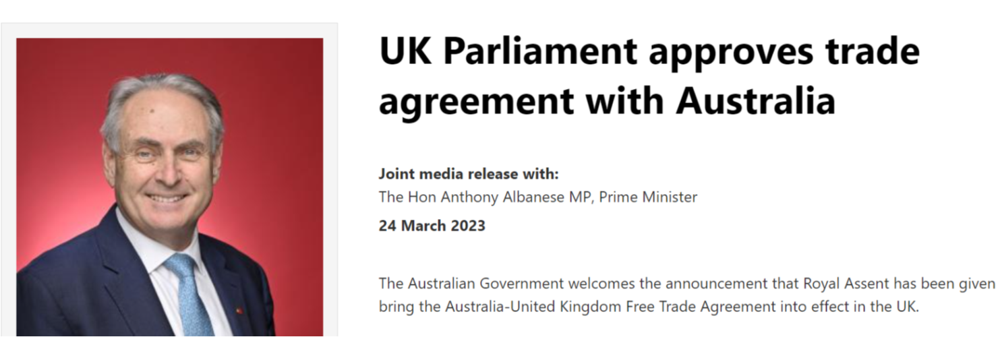 UK Parliament approves trade
agreement with Australia
Joint media release with:
The Hon Anthony Albanese MP, Prime Minister
24 March 2023
The Australian Government welcomes the announcement that Royal Assent has been given
bring the Australia-United Kingdom Free Trade Agreement into effect in the UK.